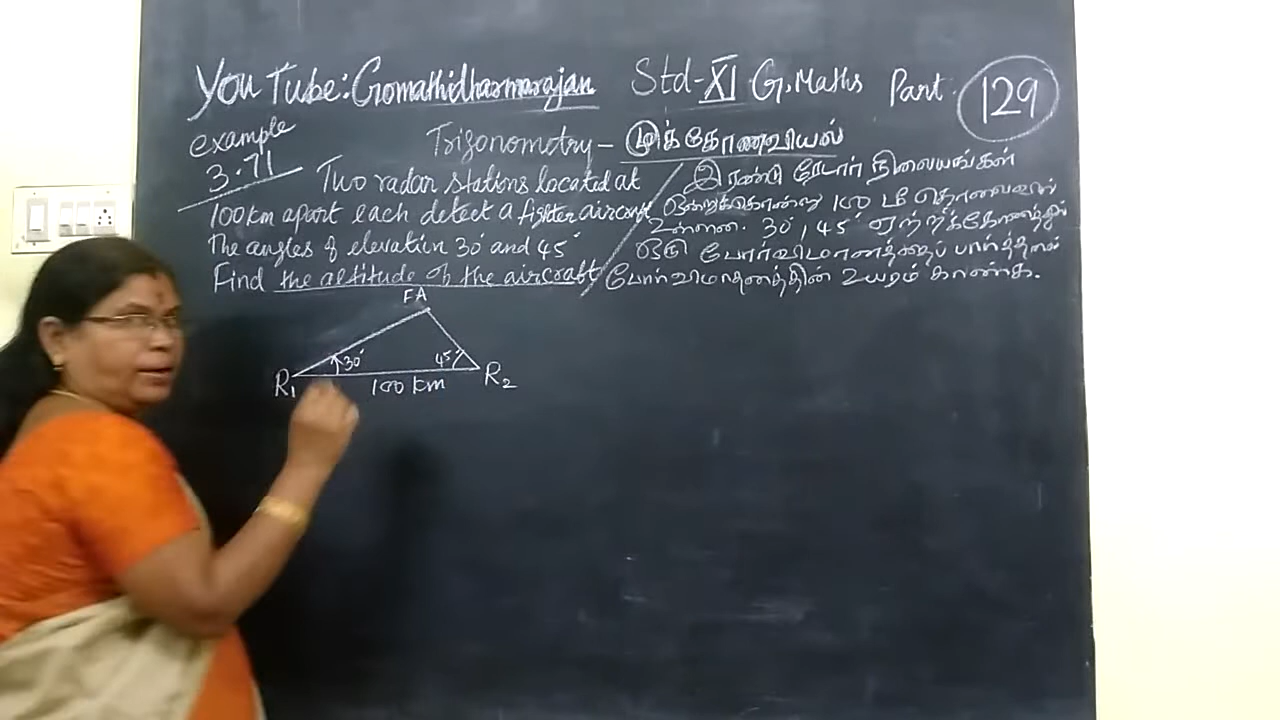 You Tube: Gomathidharmarajan Std-XI G.Maths Part. 129
example
3.71
Trigonometry - முக்கோணவியல்
Two radar stations located at
100km apart each detect a fighter aircraft
the angles of elevation 30° and 45°
Find the altitude of the aircraft
இரண்டு ரேடார் நிலையங்கள்
ஒன்றுக்கொன்று 100 உள்ளன. 30°, 45° ஏற்றக்கோணத்தில்
ஒரு போர்விமானத்தைப் பார்த்தால்
போர்விமானத்தின் உயரம் காண்க.
FA
30° 45°
R1 100 km R2